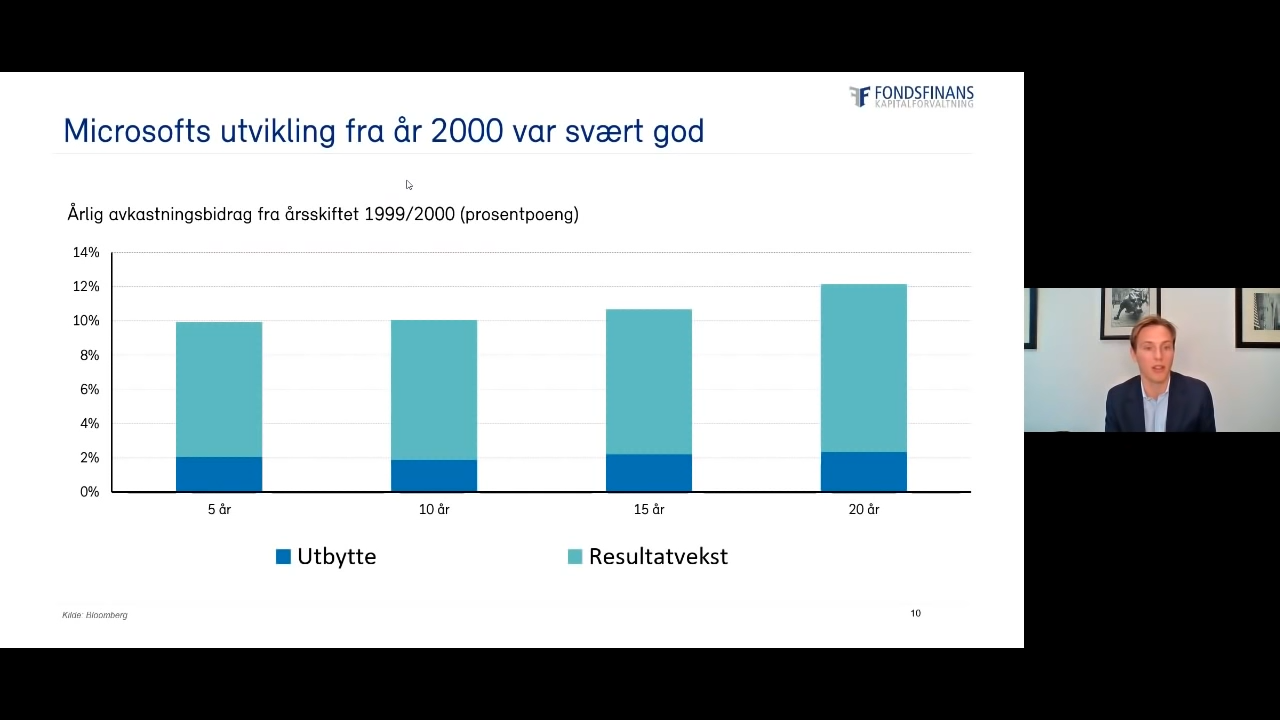 FONDSFINANS
KAPITALFORVALTNING
Microsofts utvikling fra år 2000 var svært god
Årlig avkastningsbidrag fra årsskiftet 1999/2000 (prosentpoeng)
14%
12%
10%
8%
6%
4%
2%
0%
5 år
10 år
15 år
20 år
Utbytte
Resultatvekst
Kilde: Bloomberg
10